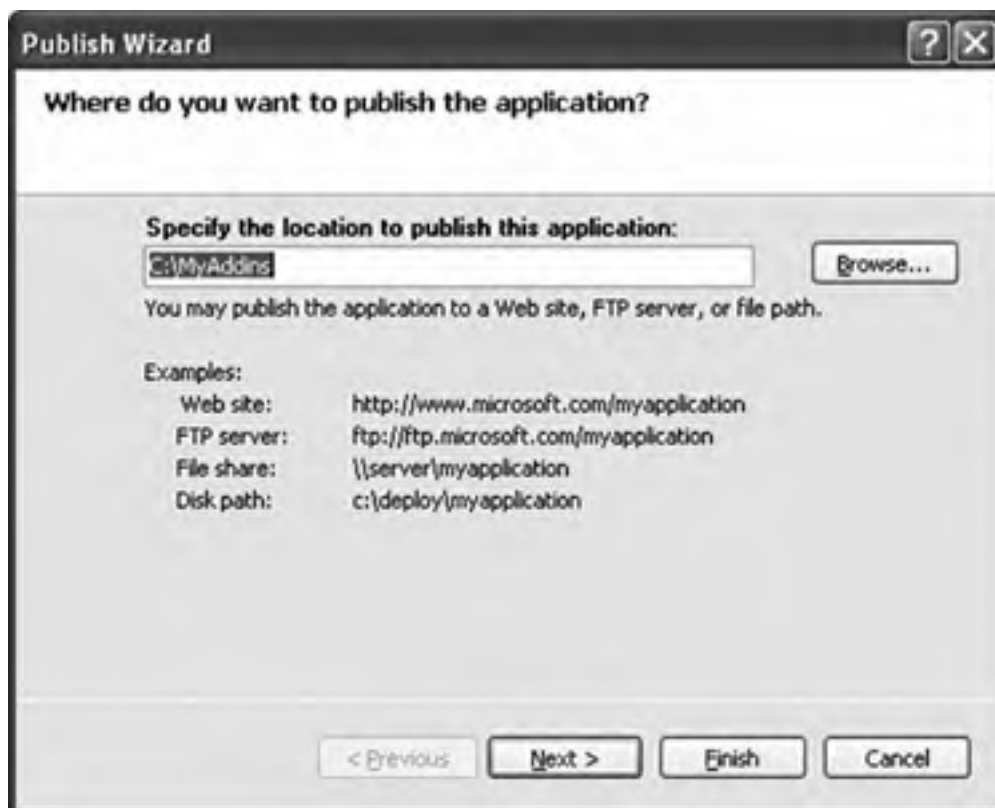 Publish Wizard
Where do you want to publish the application?
Specify the location to publish this application:
C:\MyAddins
Browse...
You may publish the application to a Web site, FTP server, or file path.
Examples:
Web site: http://www.microsoft.com/myapplication
FTP server: ftp://ftp.microsoft.com/myapplication
File share: \\server\myapplication
Disk path: c:\deploy\myapplication
< Previous Next > Finish Cancel